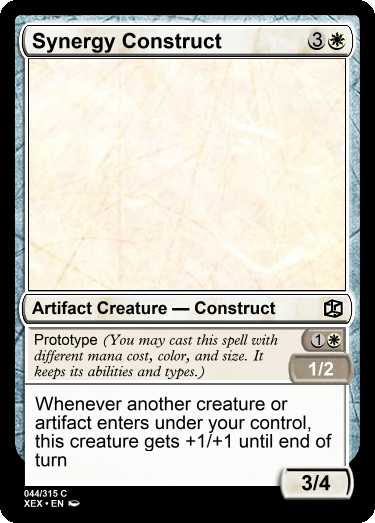 Synergy Construct 3
Artifact Creature — Construct
Prototype (You may cast this spell with 1
different mana cost, color, and size. It
keeps its abilities and types.) 1/2
Whenever another creature or
artifact enters under your control,
this creature gets +1/+1 until end of
turn
3/4
044/315 C
XEX • EN